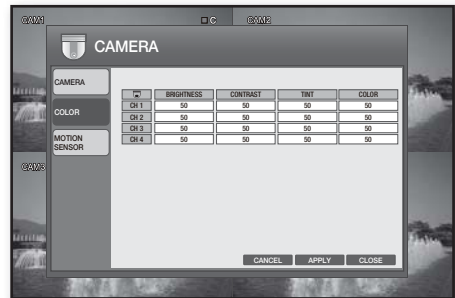 CAM1
C
CAM2
CAMERA
CAMERA
BRIGHTNESS CONTRAST TINT COLOR
CH 1 50 50 50 50
COLOR
CH 2 50 50 50 50
CH 3 50 50 50 50
MOTION
SENSOR
CH 4 50 50 50 50
CAM3
CANCEL APPLY CLOSE